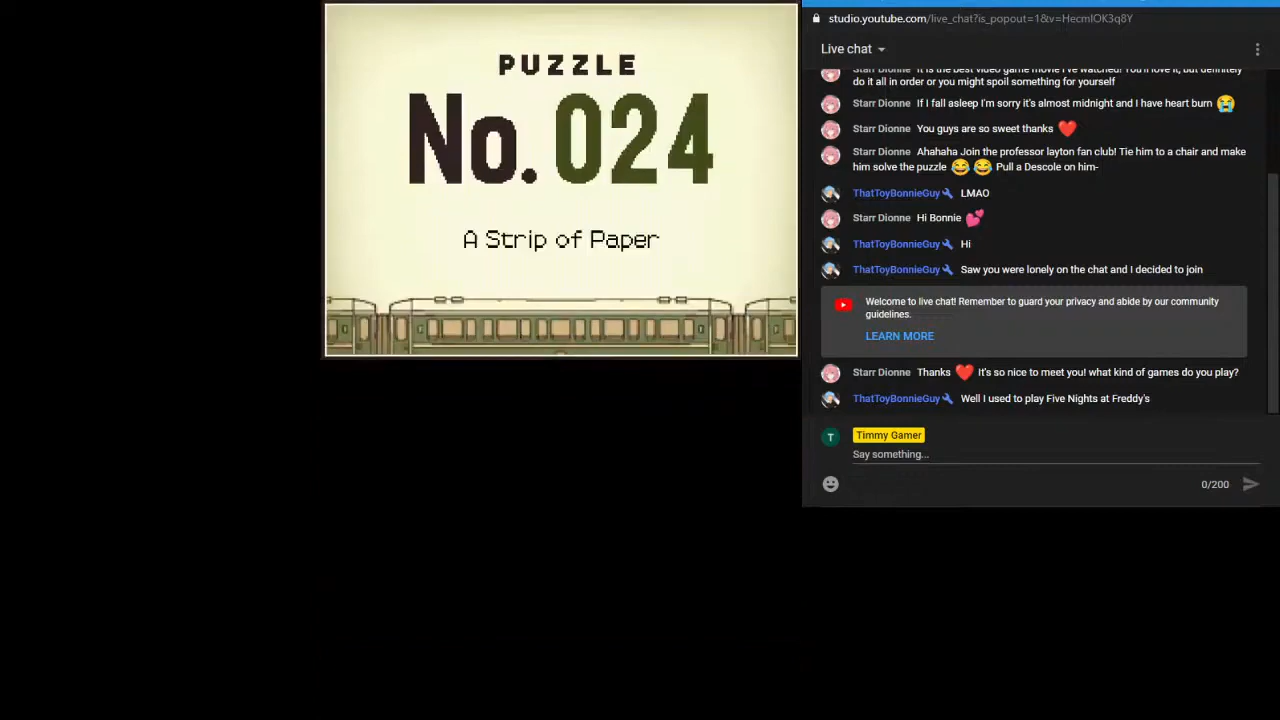 PUZZLE
No. 024
A Strip of Paper
studio.youtube.com/live_chat?is_popout=1&v=HecmIOK3q8Y
Live chat
Starr Dionne It is the best video game movie I've watched! You'll love it, but definitely
do it all in order or you might spoil something for yourself
Starr Dionne If I fall asleep I'm sorry it's almost midnight and I have heart burn 😭
Starr Dionne You guys are so sweet thanks ❤️
Starr Dionne Ahahaha Join the professor layton fan club! Tie him to a chair and make
him solve the puzzle 😂 😂 Pull a Descole on him-
ThatToyBonnieGuy LMAO
Starr Dionne Hi Bonnie 💕
ThatToyBonnieGuy Hi
ThatToyBonnieGuy Saw you were lonely on the chat and I decided to join
Welcome to live chat! Remember to guard your privacy and abide by our community
guidelines.
LEARN MORE
Starr Dionne Thanks ❤️ It's so nice to meet you! what kind of games do you play?
ThatToyBonnieGuy Well I used to play Five Nights at Freddy's
T
Timmy Gamer
Say something...
0/200